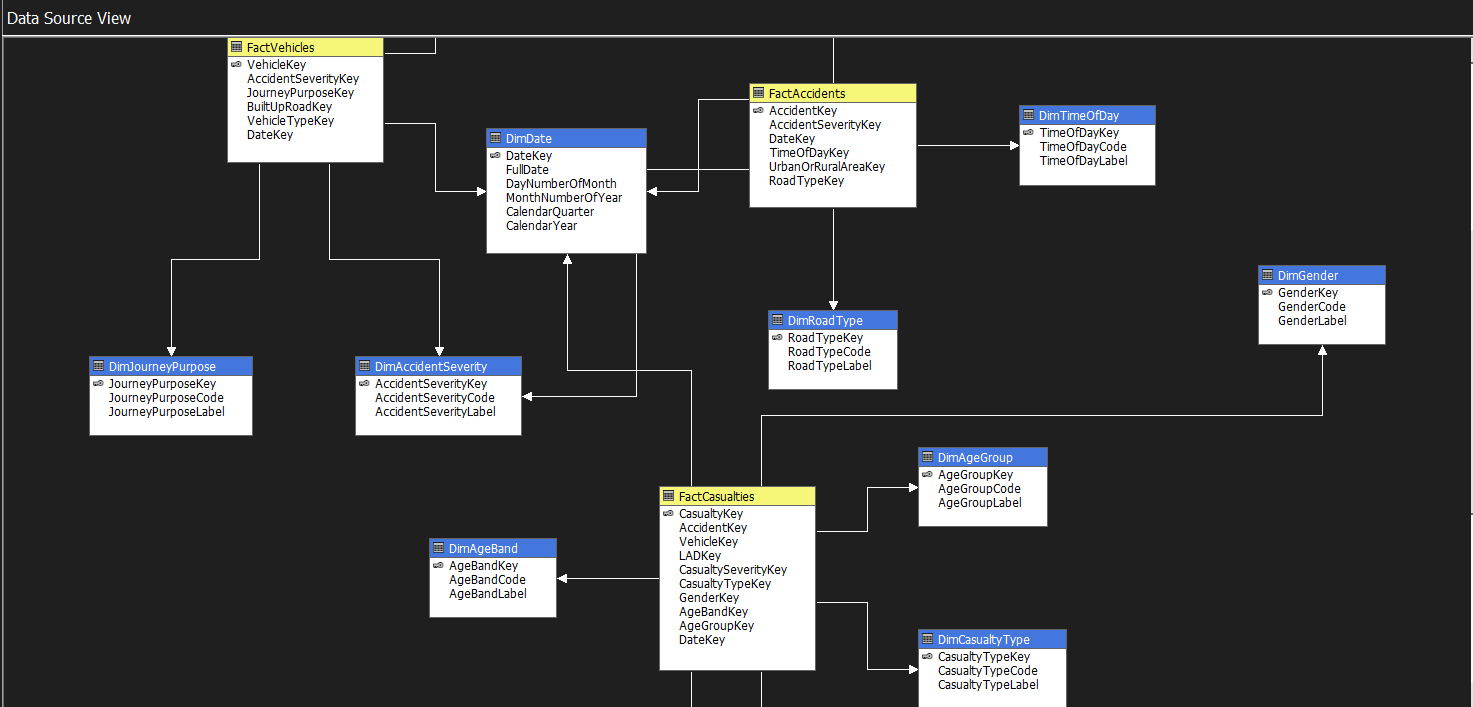 Data Source View
FactVehicles
VehicleKey
AccidentSeverityKey
JourneyPurposeKey
BuiltUpRoadKey
VehicleTypeKey
DateKey
DimDate
DateKey
FullDate
DayNumberOfMonth
MonthNumberOfYear
CalendarQuarter
CalendarYear
FactAccidents
AccidentKey
AccidentSeverityKey
DateKey
TimeOfDayKey
UrbanOrRuralAreaKey
RoadTypeKey
DimTimeOfDay
TimeOfDayKey
TimeOfDayCode
TimeOfDayLabel
DimGender
GenderKey
GenderCode
GenderLabel
DimRoadType
RoadTypeKey
RoadTypeCode
RoadTypeLabel
DimJourneyPurpose
JourneyPurposeKey
JourneyPurposeCode
JourneyPurposeLabel
DimAccidentSeverity
AccidentSeverityKey
AccidentSeverityCode
AccidentSeverityLabel
DimAgeGroup
AgeGroupKey
AgeGroupCode
AgeGroupLabel
FactCasualties
CasualtyKey
AccidentKey
VehicleKey
LADKey
CasualtySeverityKey
CasualtyTypeKey
GenderKey
AgeBandKey
AgeGroupKey
DateKey
DimAgeBand
AgeBandKey
AgeBandCode
AgeBandLabel
DimCasualtyType
CasualtyTypeKey
CasualtyTypeCode
CasualtyTypeLabel